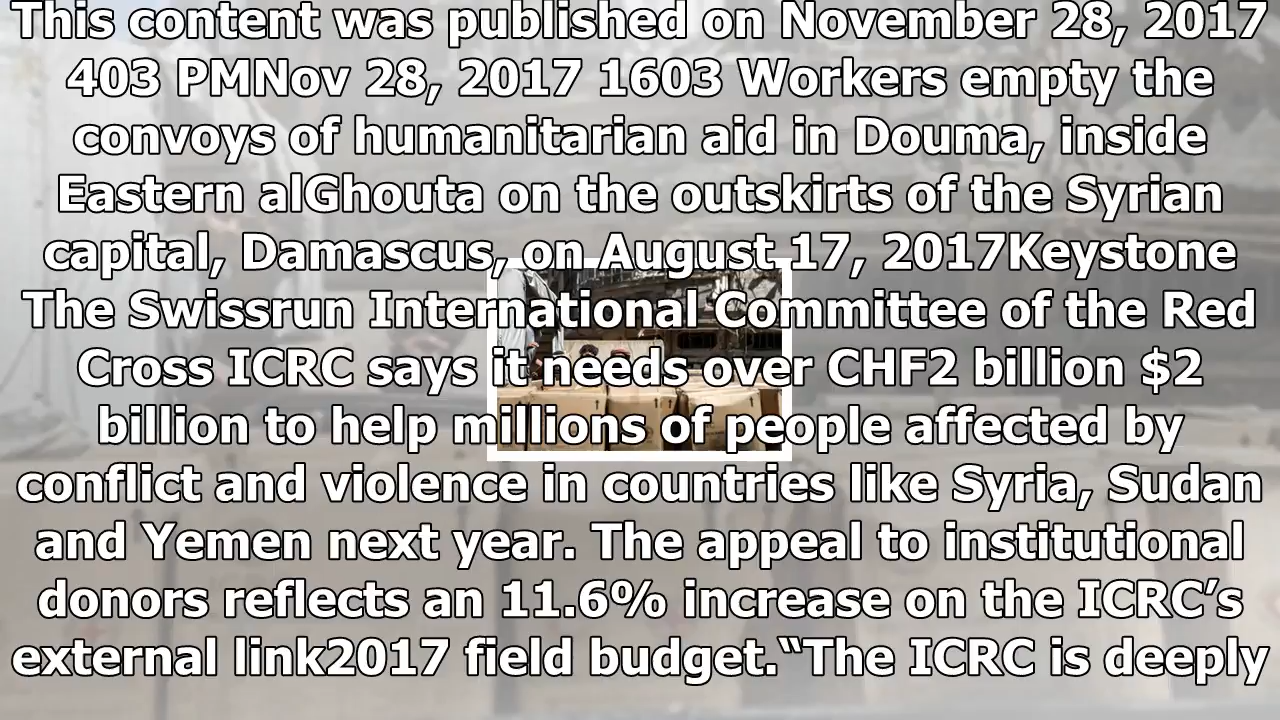 This content was published on November 28, 2017
403 PMNov 28, 2017 1603 Workers empty the
convoys of humanitarian aid in Douma, inside
Eastern alGhouta on the outskirts of the Syrian
capital, Damascus, on August 17, 2017Keystone
The Swissrun International Committee of the Red
Cross ICRC says it needs over CHF2 billion $2
billion to help millions of people affected by
conflict and violence in countries like Syria, Sudan
and Yemen next year. The appeal to institutional
donors reflects an 11.6% increase on the ICRC’s
external link2017 field budget.“The ICRC is deeply